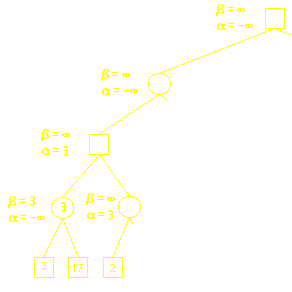 β = ∞
α = -∞
β = ∞
α = -∞
β = ∞
α = 3
β = 3
α = -∞
3
β = ∞
α = 3
3
17
2